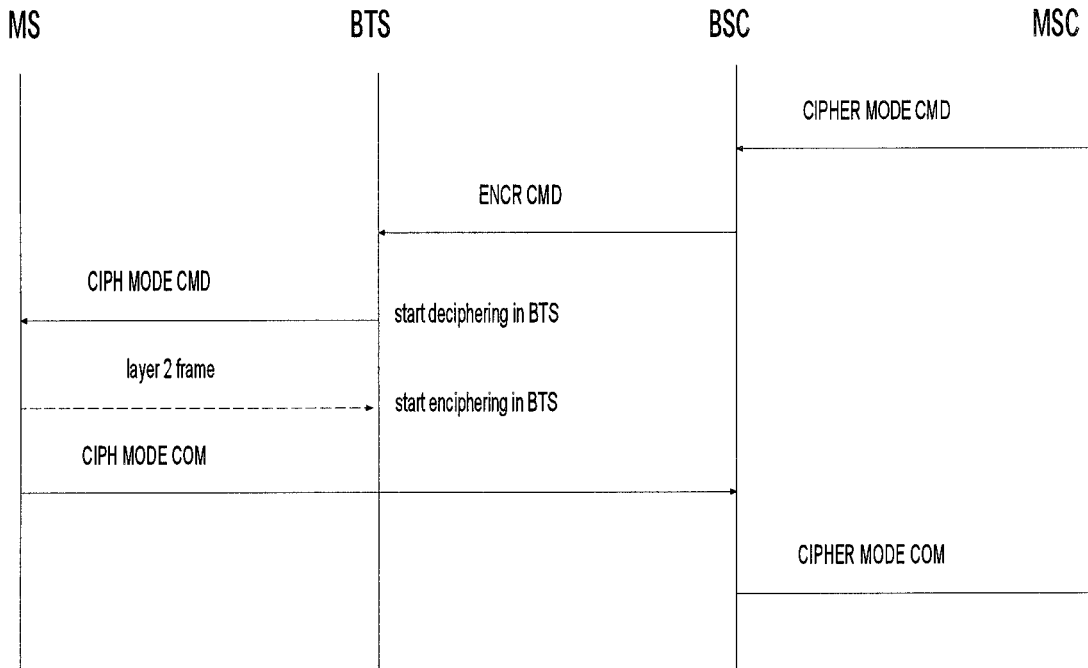 MS BTS BSC MSC
CIPHER MODE CMD
ENCR CMD
CIPH MODE CMD
start deciphering in BTS
layer 2 frame
start enciphering in BTS
CIPH MODE COM
CIPHER MODE COM